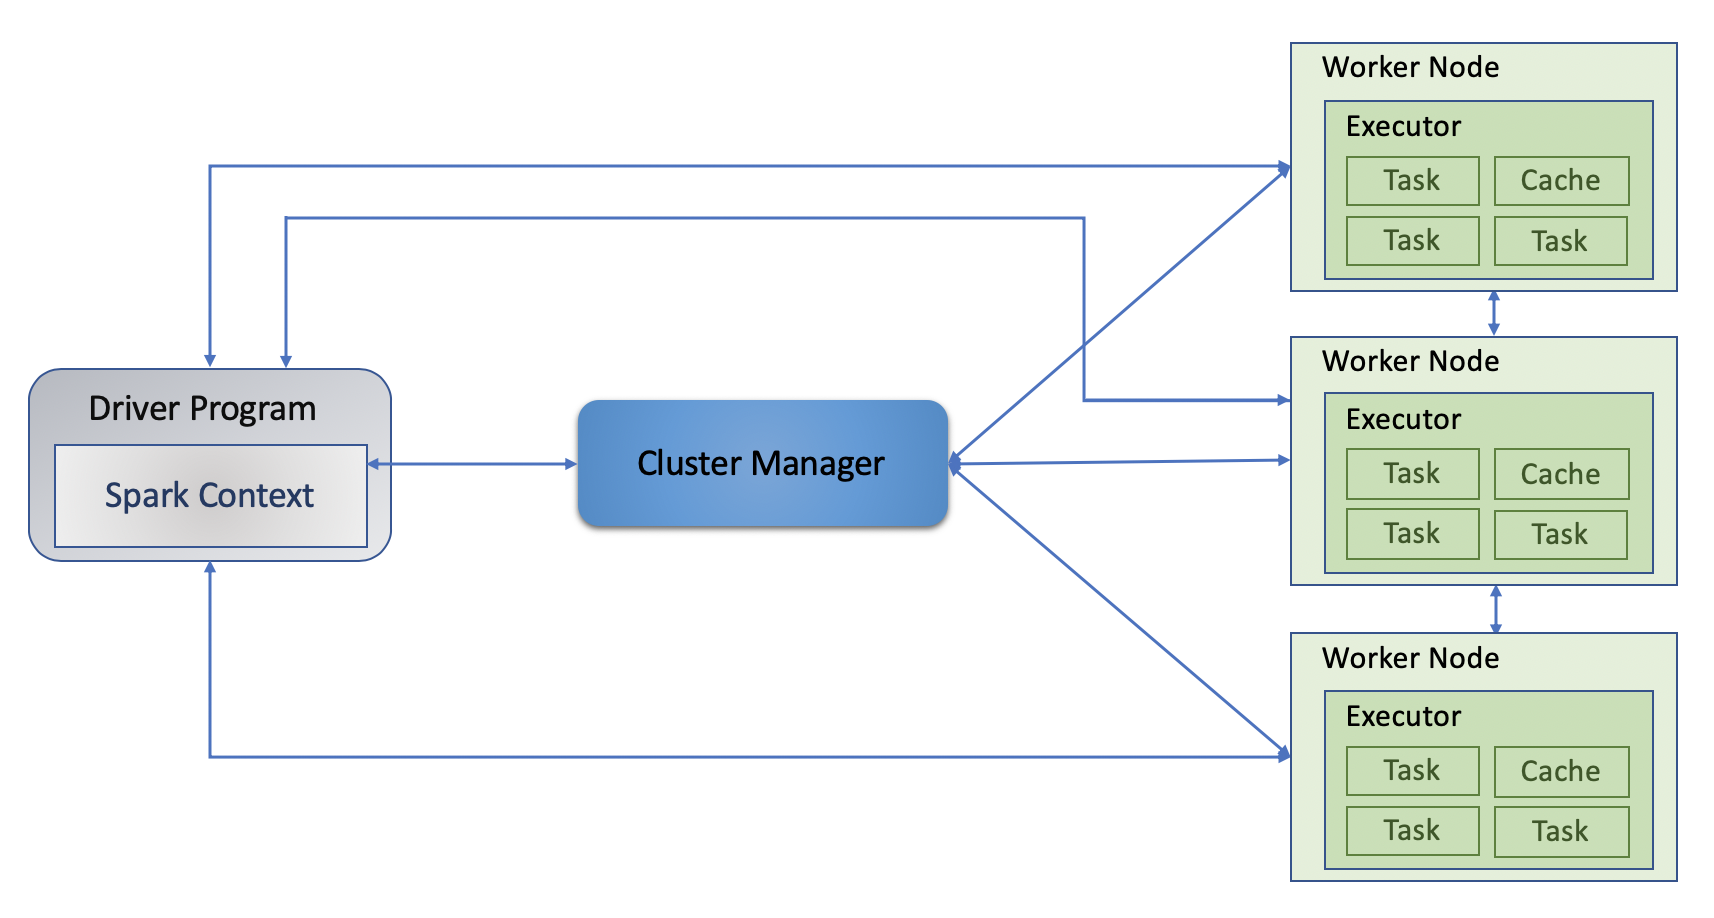 Driver Program
Spark Context
Cluster Manager
Worker Node
Executor
Task Cache
Task Task
Worker Node
Executor
Task Cache
Task Task
Worker Node
Executor
Task Cache
Task Task